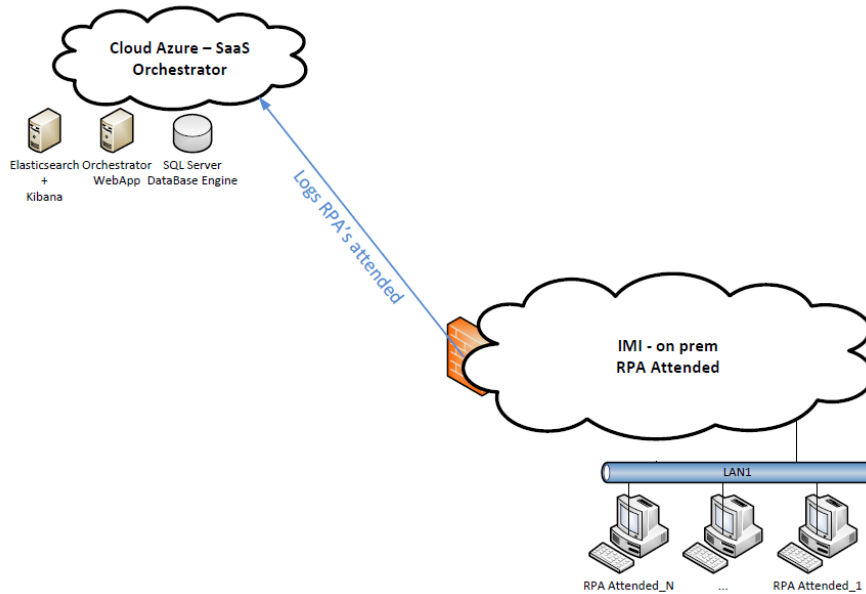 Cloud Azure – SaaS
Orchestrator
Elasticsearch
+
Kibana
Orchestrator
WebApp
SQL Server
DataBase Engine
Logs RPA's attended
IMI - on prem
RPA Attended
LAN1
RPA Attended_N
...
RPA Attended_1